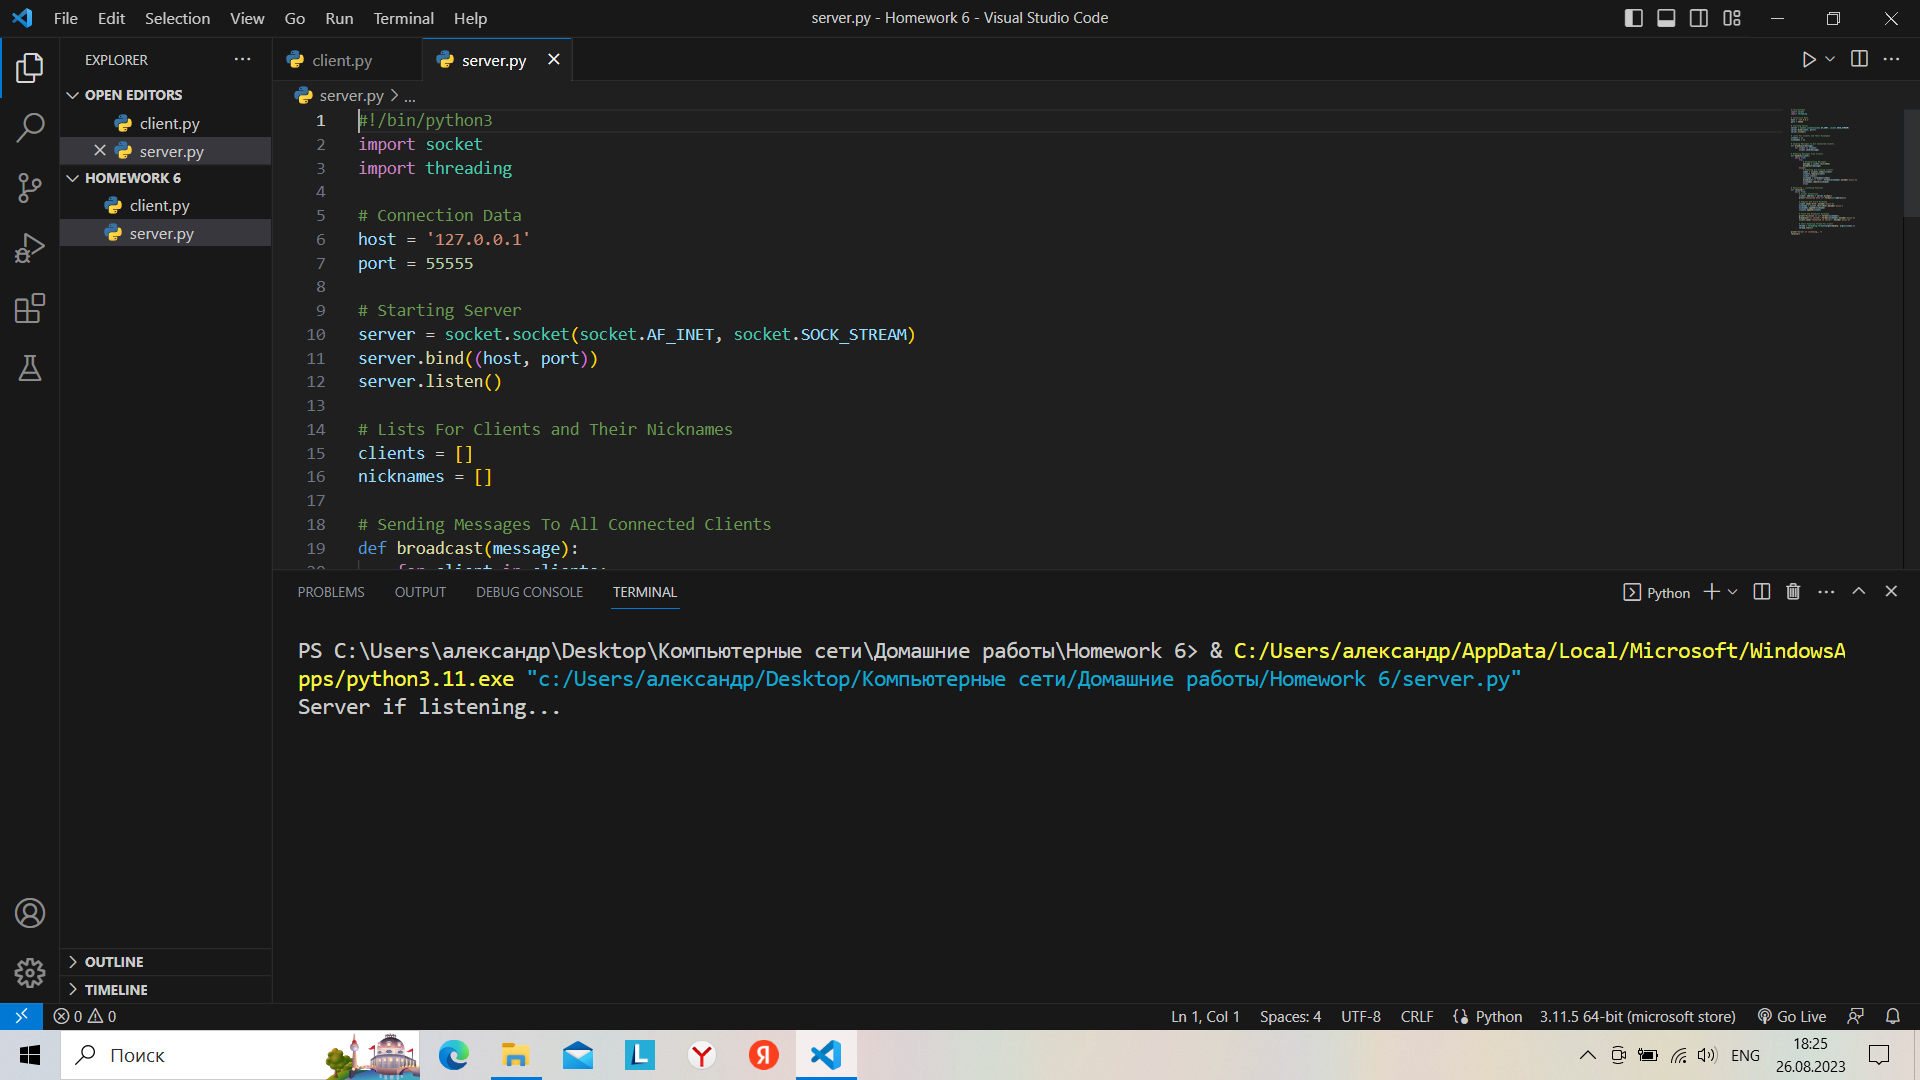 File Edit Selection View Go Run Terminal Help
server.py - Homework 6 - Visual Studio Code
EXPLORER
OPEN EDITORS
client.py
server.py
HOMEWORK 6
client.py
server.py
OUTLINE
TIMELINE
client.py
server.py
server.py > ...
1 #!/bin/python3
2 import socket
3 import threading
4
5 # Connection Data
6 host = '127.0.0.1'
7 port = 55555
8
9 # Starting Server
10 server = socket.socket(socket.AF_INET, socket.SOCK_STREAM)
11 server.bind((host, port))
12 server.listen()
13
14 # Lists For Clients and Their Nicknames
15 clients = []
16 nicknames = []
17
18 # Sending Messages To All Connected Clients
19 def broadcast(message):
20 for client in clients:
PROBLEMS OUTPUT DEBUG CONSOLE TERMINAL
Python
PS C:\Users\александр\Desktop\Компьютерные сети\Домашние работы\Homework 6> & C:/Users/александр/AppData/Local/Microsoft/WindowsA
pps/python3.11.exe "c:/Users/александр/Desktop/Компьютерные сети/Домашние работы/Homework 6/server.py"
Server if listening...
0 0
Ln 1, Col 1 Spaces: 4 UTF-8 CRLF Python 3.11.5 64-bit (microsoft store) Go Live
Поиск
L
Y
Я
ENG
18:25
26.08.2023